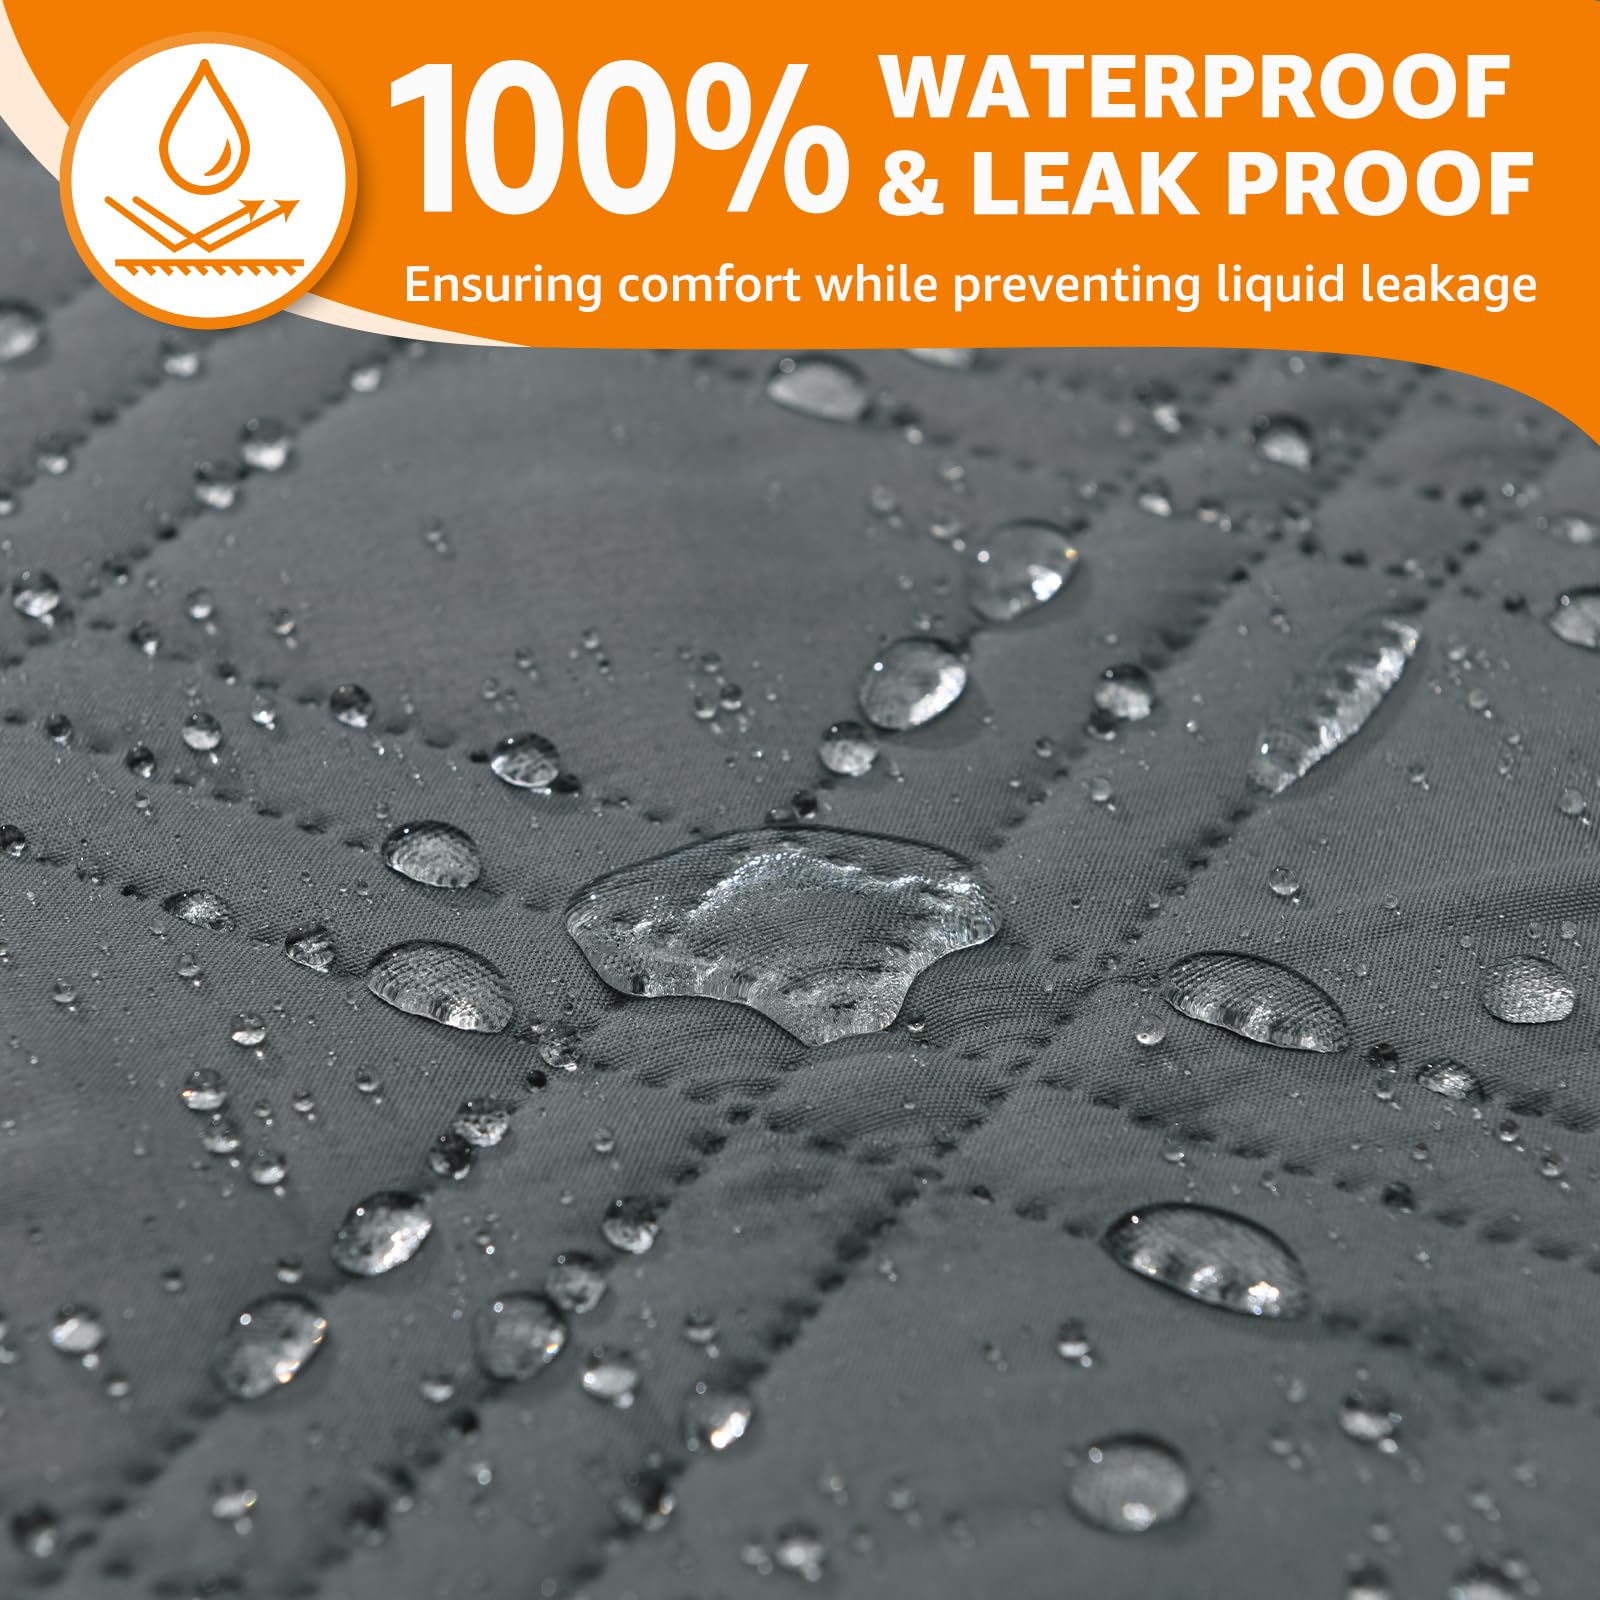 100% WATERPROOF
& LEAK PROOF
Ensuring comfort while preventing liquid leakage